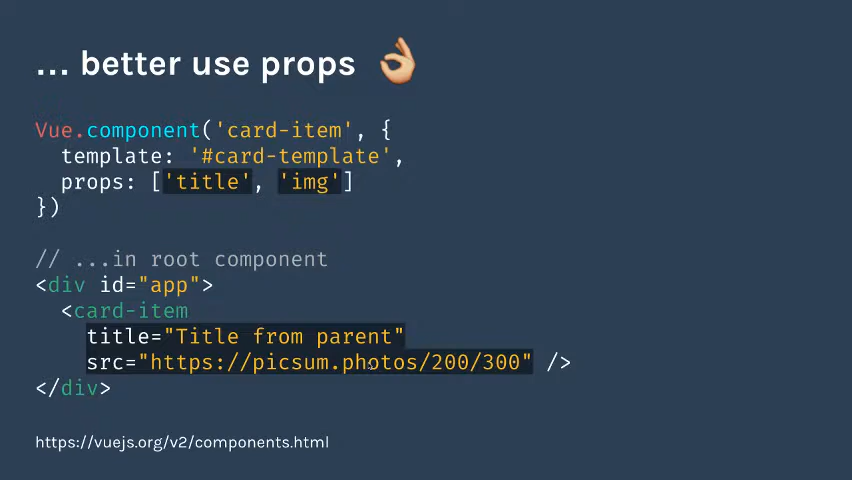 ... better use props 👌
Vue.component('card-item', {
  template: '#card-template',
  props: ['title', 'img']
})
// ...in root component
<div id="app">
  <card-item
    title="Title from parent"
    src="https://picsum.photos/200/300" />
</div>
https://vuejs.org/v2/components.html